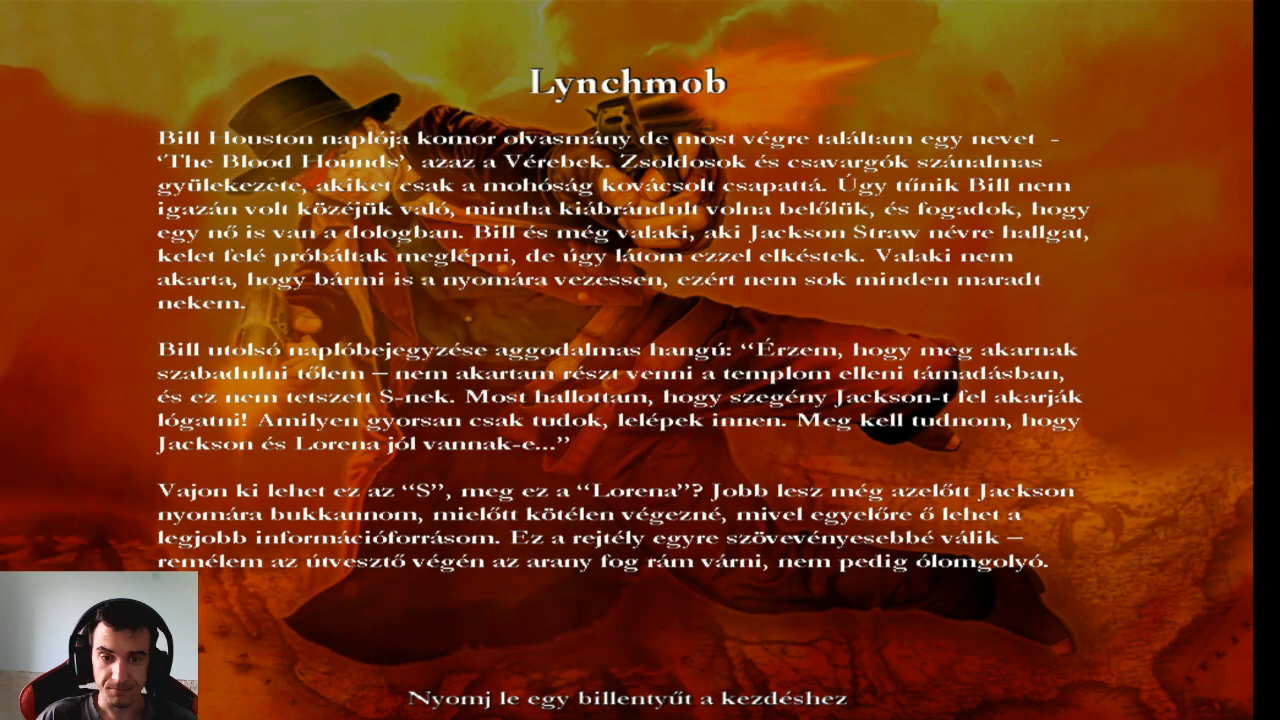 Lynchmob
Bill Houston naplója komor olvasmány de most végre találtam egy nevet -
‘The Blood Hounds’, azaz a Vérebek. Zsoldosok és csavargók szánalmas
gyülekezete, akiket csak a mohóság kovácsolt csapattá. Úgy tűnik Bill nem
igazán volt közéjük való, mintha kiábrándult volna belőlük, és fogadok, hogy
egy nő is van a dologban. Bill és még valaki, aki Jackson Straw névre hallgat,
kelet felé próbáltak meglépni, de úgy látom ezzel elkéstek. Valaki nem
akarta, hogy bármi is a nyomára vezessen, ezért nem sok minden maradt
nekem.
Bill utolsó naplóbejegyzése aggodalmas hangú: “Érzem, hogy meg akarnak
szabadulni tőlem – nem akartam részt venni a templom elleni támadásban,
és ez nem tetszett S-nek. Most hallottam, hogy szegény Jackson-t fel akarják
lógatni! Amilyen gyorsan csak tudok, lelépek innen. Meg kell tudnom, hogy
Jackson és Lorena jól vannak-e...”
Vajon ki lehet ez az “S”, meg ez a “Lorena”? Jobb lesz még azelőtt Jackson
nyomára bukkannom, mielőtt kötélen végezné, mivel egyelőre ő lehet a
legjobb információforrásom. Ez a rejtély egyre szövevényesebbé válik –
remélem az útvesztő végén az arany fog rám várni, nem pedig ólomgolyó.
Nyomj le egy billentyűt a kezdéshez